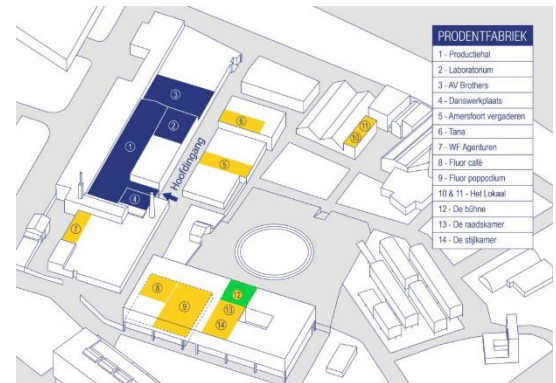 PRODENTFABRIEK
1 - Productiehal
2 - Laboratorium
3 - AV Brothers
4 - Danswerkplaats
5 - Amersfoort vergaderen
6 - Tana
7 - WF Agenturen
8 - Fluor café
9 - Fluor poppodium
10 & 11 - Het Lokaal
12 - De bühne
13 - De raadskamer
14 - De stijlkamer
3
6
11
10
2
1
5
Hoofdingang
4
7
8
9
12
13
14